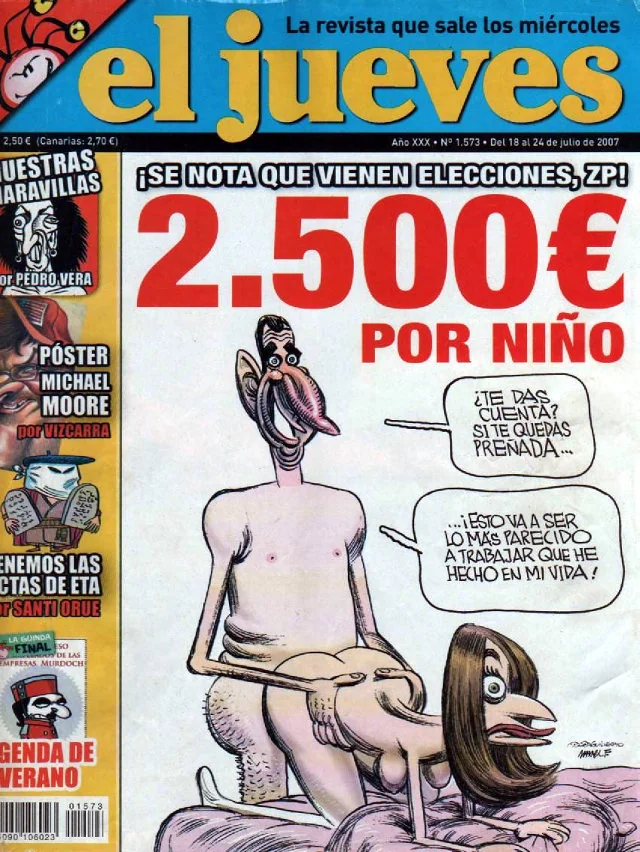 La revista que sale los miércoles
el jueves
2,50 € (Canarias: 2,70 €)
Año XXX • Nº 1.573 • Del 18 al 24 de julio de 2007
¡SE NOTA QUE VIENEN ELECCIONES, ZP!
2.500€
POR NIÑO
¿TE DAS
CUENTA?
SI TE QUEDAS
PREÑADA...
...¡ESTO VA A SER
LO MÁS PARECIDO
A TRABAJAR QUE HE
HECHO EN MI VIDA!
UESTRAS
ARAVILLAS
or PEDRO VERA
PÓSTER
MICHAEL
MOORE
por VIZCARRA
ENEMOS LAS
CTAS DE ETA
or SANTI ORUE
LA GUINDA
FINAL
DE LAS
EMPRESAS MURDOCH
GENDA DE
VERANO
01573
090 106023